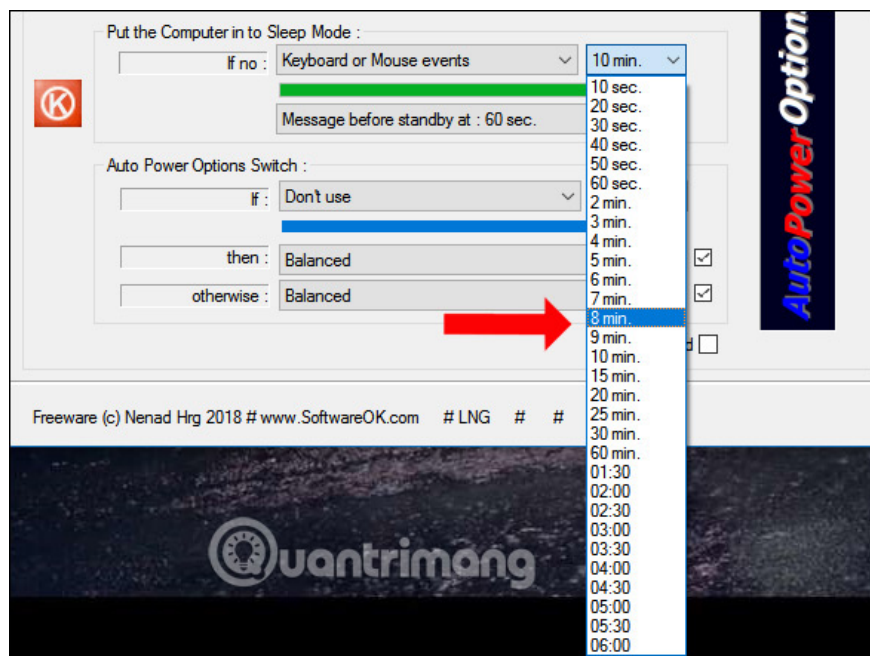 Put the Computer in to Sleep Mode :
If no : Keyboard or Mouse events 10 min.
Message before standby at : 60 sec.
Auto Power Options Switch :
If : Don't use
then : Balanced
otherwise : Balanced
10 sec.
20 sec.
30 sec.
40 sec.
50 sec.
60 sec.
2 min.
3 min.
4 min.
5 min.
6 min.
7 min.
8 min.
9 min.
10 min.
15 min.
20 min.
25 min.
30 min.
60 min.
01:30
02:00
02:30
03:00
03:30
04:00
04:30
05:00
05:30
06:00
AutoPowerOption
K
Freeware (c) Nenad Hrg 2018 # www.SoftwareOK.com # LNG # #
Quantrimang